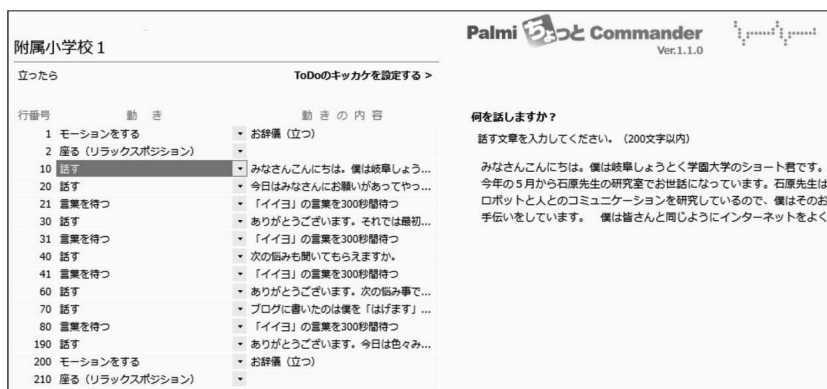 附属小学校1
Palmi ちょっと Commander
Ver.1.1.0
立ったら
ToDoのキッカケを設定する >
行番号 動き 動きの内容
1 モーションをする お辞儀（立つ）
2 座る（リラックスポジション）
10 話す みなさんこんにちは。僕は岐阜しょう...
20 話す 今日はみなさんにお願いがあってやっ...
21 言葉を待つ 「イイヨ」の言葉を300秒間待つ
30 話す ありがとうございます。それでは最初...
31 言葉を待つ 「イイヨ」の言葉を300秒間待つ
40 話す 次の悩みも聞いてもらえますか。
41 言葉を待つ 「イイヨ」の言葉を300秒間待つ
60 話す ありがとうございます。次の悩み事で...
70 話す ブログに書いたのは僕を「はげます」...
80 言葉を待つ 「イイヨ」の言葉を300秒間待つ
190 話す ありがとうございます。今日は色々み...
200 モーションをする お辞儀（立つ）
210 座る（リラックスポジション）
何を話しますか？
話す文章を入力してください。（200文字以内）
みなさんこんにちは。僕は岐阜しょうとく学園大学のショート君です。
今年の５月から石原先生の研究室でお世話になっています。石原先生は
ロボットと人とのコミュニケーションを研究しているので、僕はそのお
手伝いをしています。 僕は皆さんと同じようにインターネットをよく